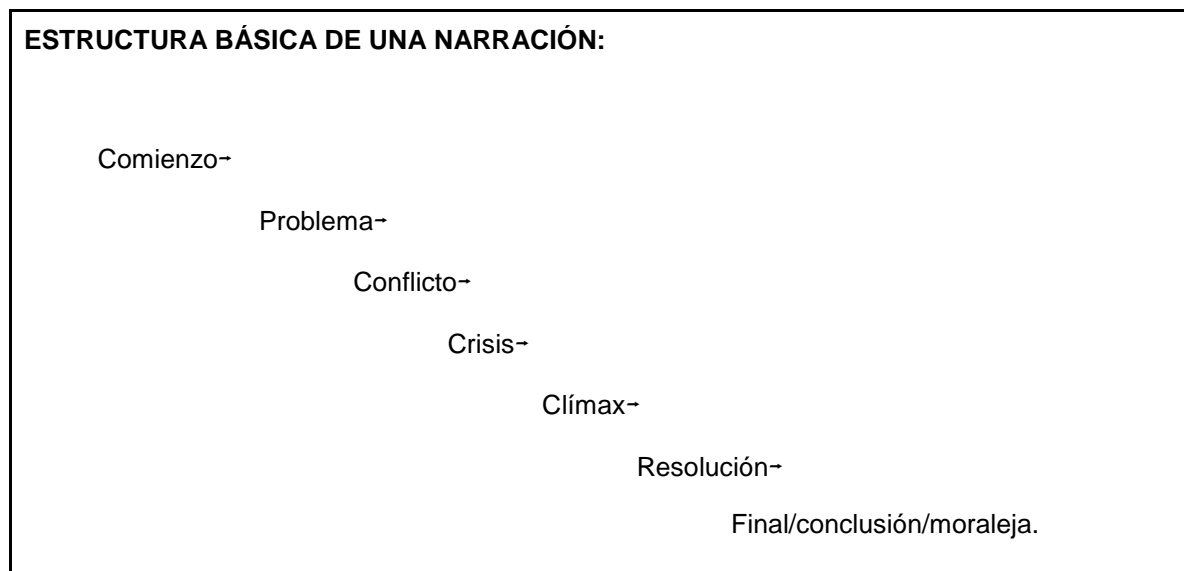 ESTRUCTURA BÁSICA DE UNA NARRACIÓN:
Comienzo→
Problema→
Conflicto→
Crisis→
Clímax→
Resolución→
Final/conclusión/moraleja.